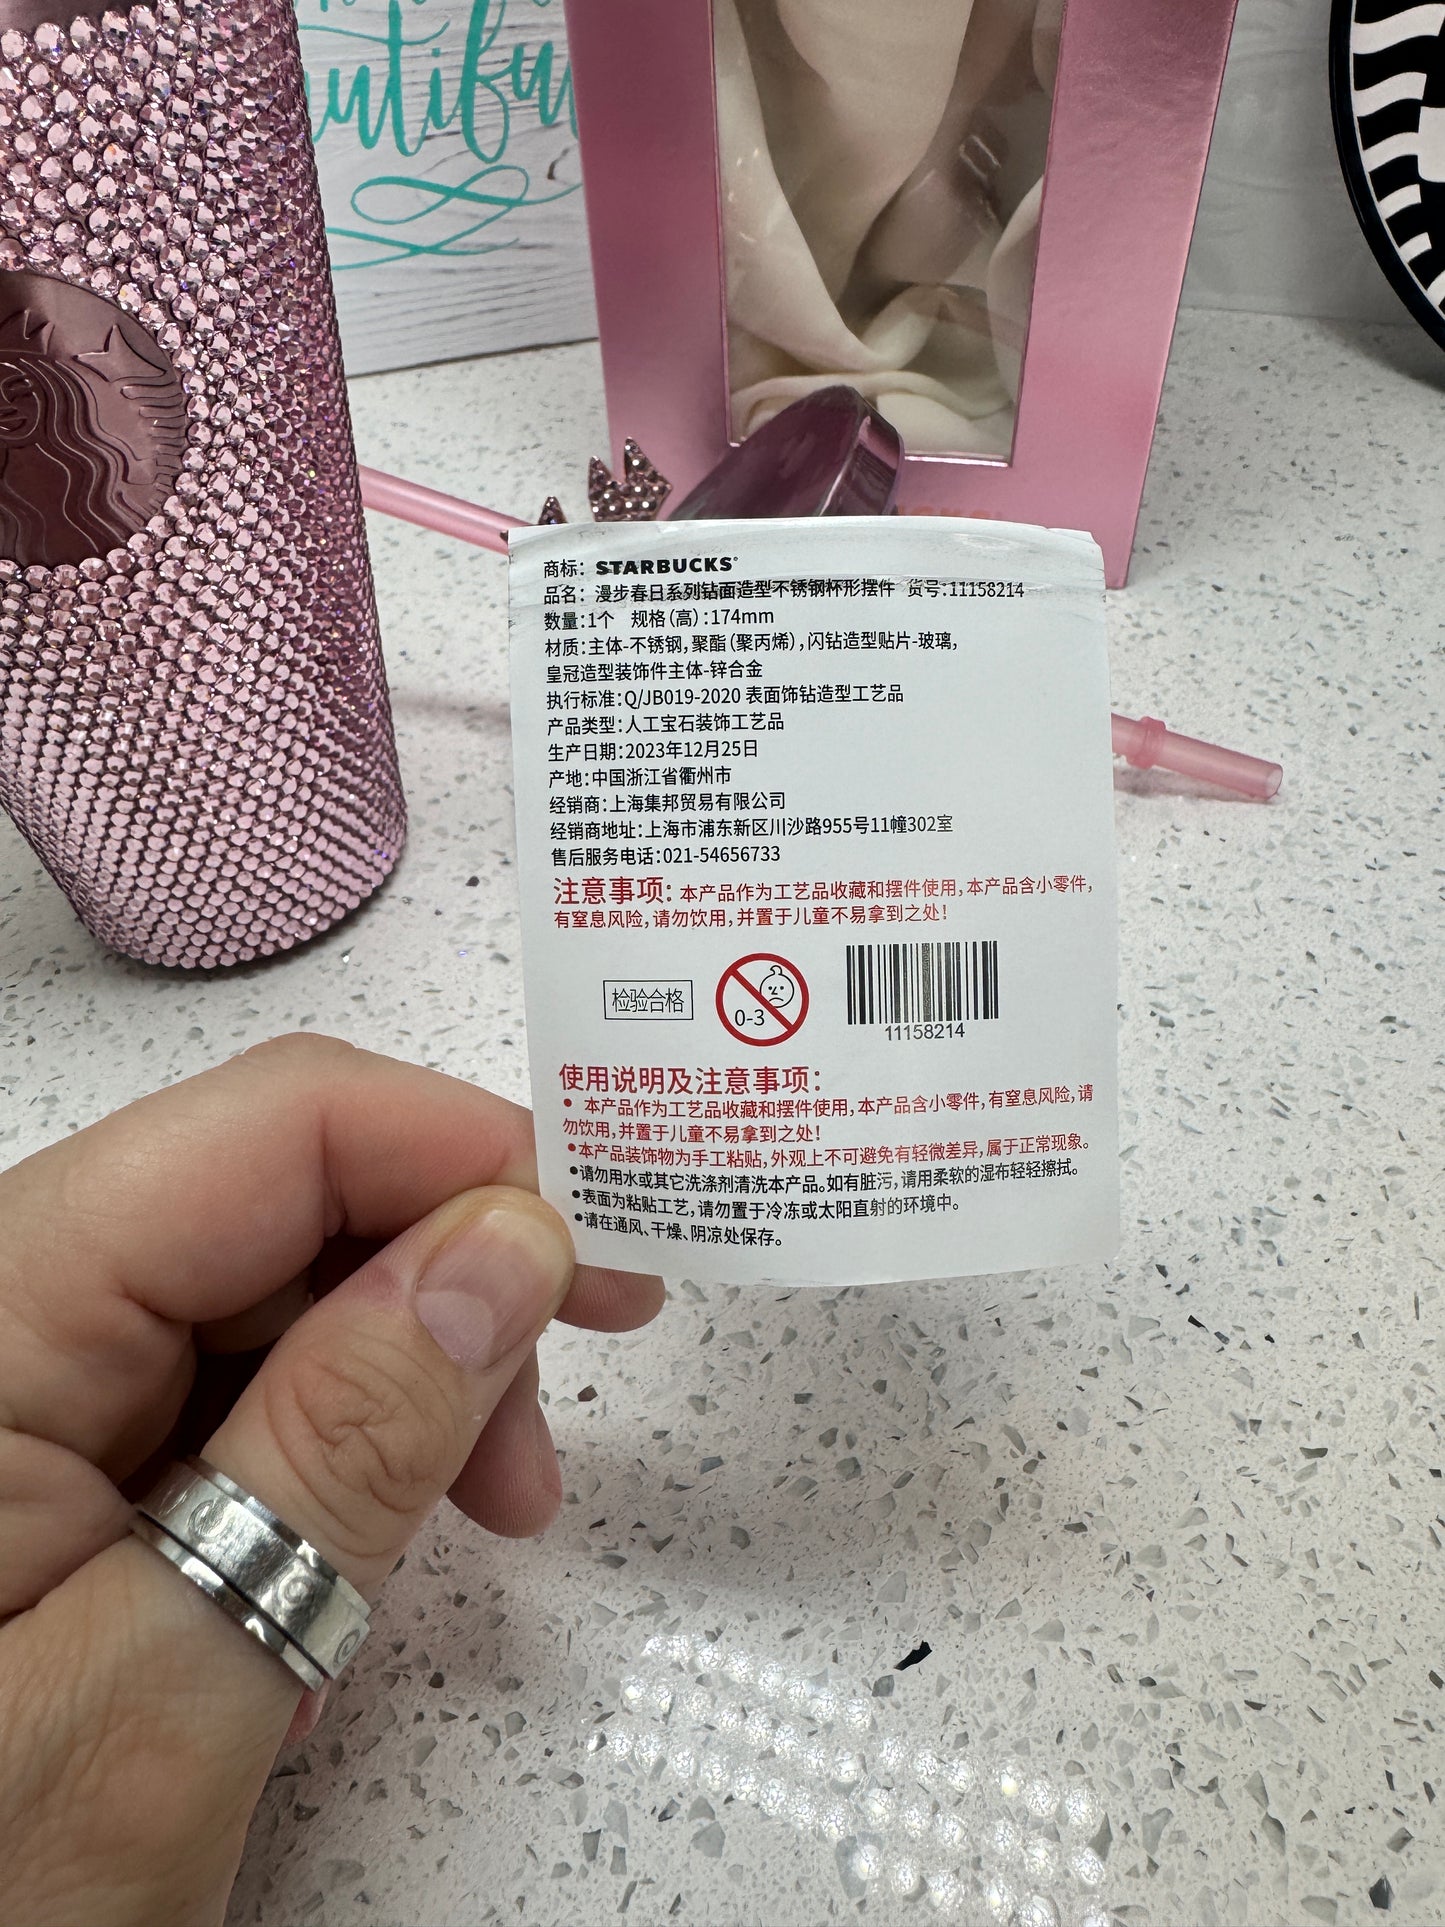 商标：STARBUCKS®
品名：漫步春日系列钻面造型不锈钢杯形摆件 货号:11158214
数量:1个 规格(高):174mm
材质:主体-不锈钢,聚酯(聚丙烯),闪钻造型贴片-玻璃,
皇冠造型装饰件主体-锌合金
执行标准:Q/JB019-2020 表面饰钻造型工艺品
产品类型:人工宝石装饰工艺品
生产日期:2023年12月25日
产地:中国浙江省衢州市
经销商:上海集邦贸易有限公司
经销商地址:上海市浦东新区川沙路955号11幢302室
售后服务电话:021-54656733
注意事项: 本产品作为工艺品收藏和摆件使用,本产品含小零件,
有窒息风险,请勿饮用,并置于儿童不易拿到之处!
检验合格
0-3
11158214
使用说明及注意事项:
• 本产品作为工艺品收藏和摆件使用,本产品含小零件,有窒息风险,请
勿饮用,并置于儿童不易拿到之处!
•本产品装饰物为手工粘贴,外观上不可避免有轻微差异,属于正常现象。
•请勿用水或其它洗涤剂清洗本产品。如有脏污,请用柔软的湿布轻轻擦拭。
•表面为粘贴工艺,请勿置于冷冻或太阳直射的环境中。
•请在通风、干燥、阴凉处保存。